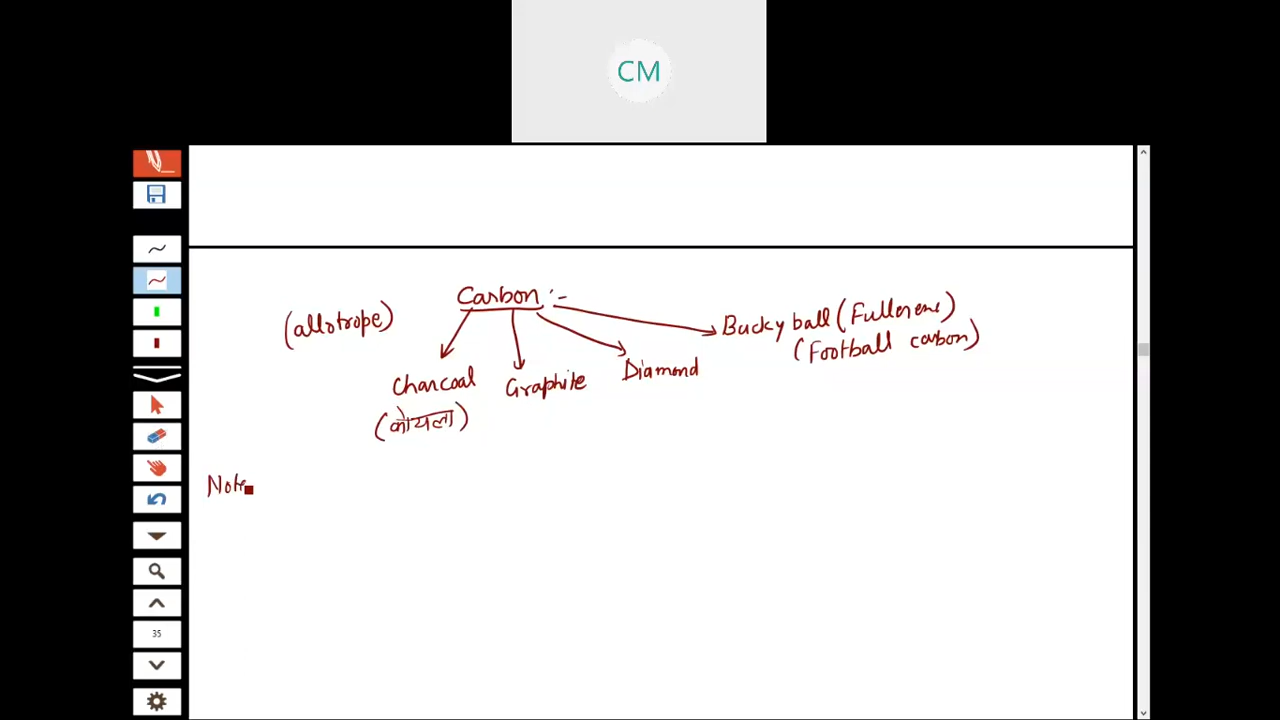 CM
Carbon :-
(allotrope)
Bucky ball (Fullerene)
(Football carbon)
Charcoal
Graphite
Diamond
(कोयला)
Note
35